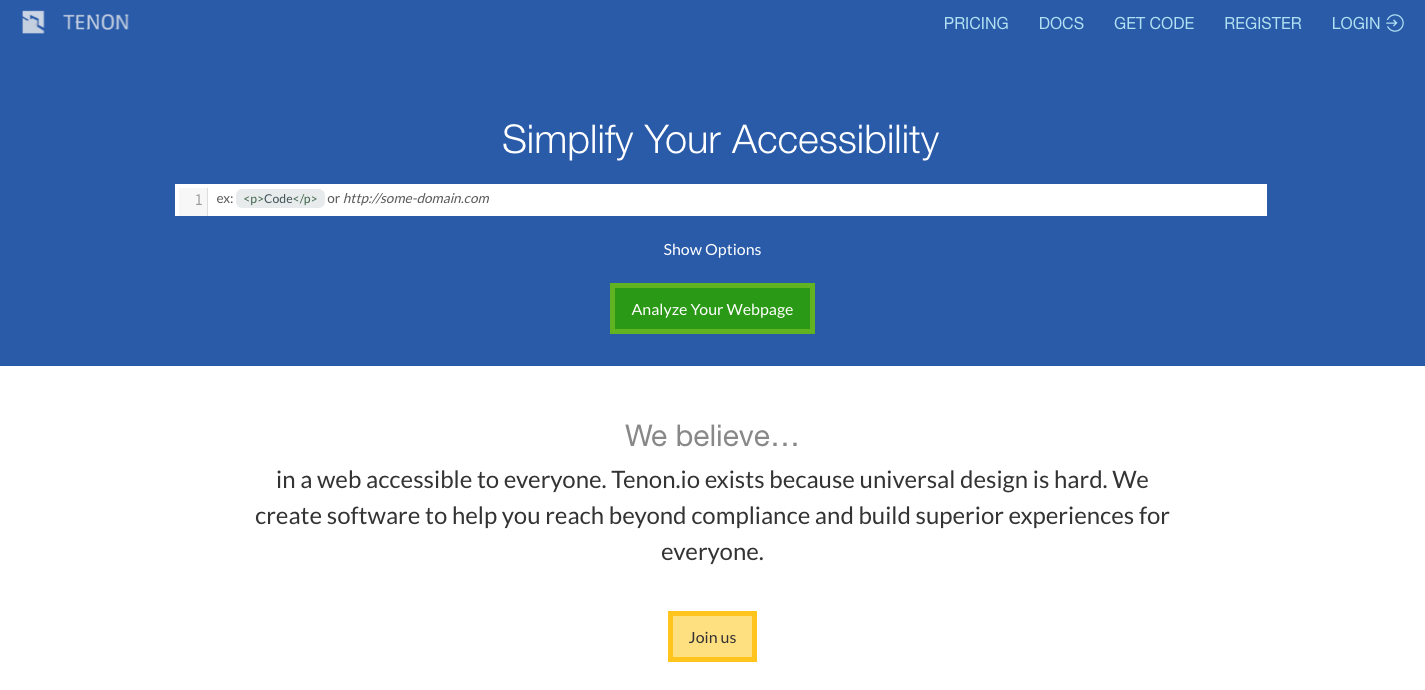 TENON
PRICING DOCS GET CODE REGISTER LOGIN
Simplify Your Accessibility
1 ex: <p>Code</p> or http://some-domain.com
Show Options
Analyze Your Webpage
We believe…
in a web accessible to everyone. Tenon.io exists because universal design is hard. We
create software to help you reach beyond compliance and build superior experiences for
everyone.
Join us